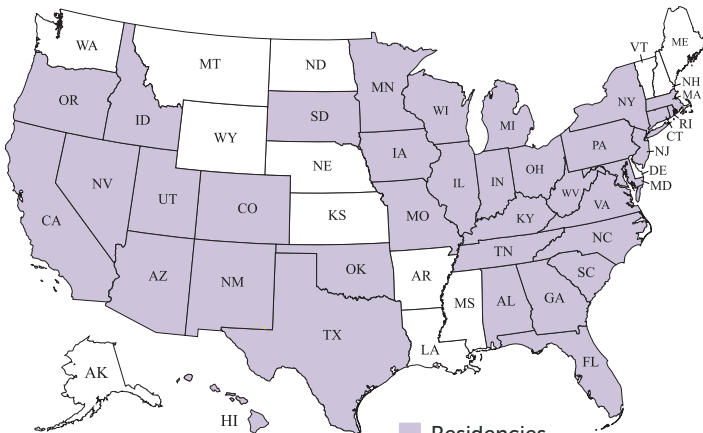 WA
MT
ND
MN
VT
ME
NH
MA
OR
ID
SD
WI
MI
NY
RI
CT
WY
IA
PA
NJ
NV
UT
NE
IL
IN
OH
DE
MD
CA
CO
KS
MO
WV
VA
KY
AZ
NM
OK
AR
TN
NC
SC
TX
MS
AL
GA
LA
FL
AK
HI
Residencies